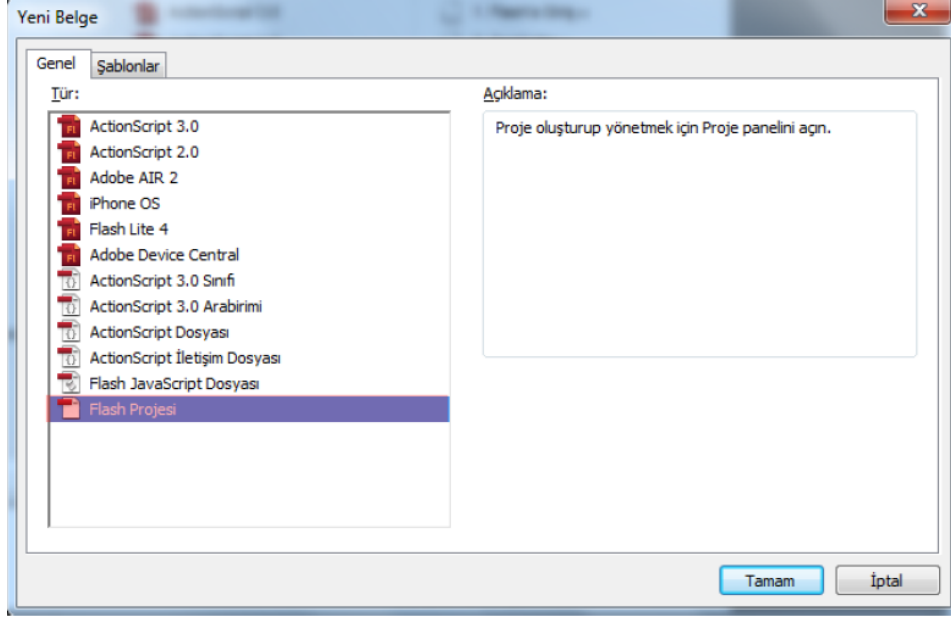 Yeni Belge
Genel
Şablonlar
Tür:
Açıklama:
ActionScript 3.0
ActionScript 2.0
Adobe AIR 2
iPhone OS
Flash Lite 4
Adobe Device Central
ActionScript 3.0 Sınıfı
ActionScript 3.0 Arabirimi
ActionScript Dosyası
ActionScript İletişim Dosyası
Flash JavaScript Dosyası
Flash Projesi
Proje oluşturup yönetmek için Proje panelini açın.
Tamam
İptal